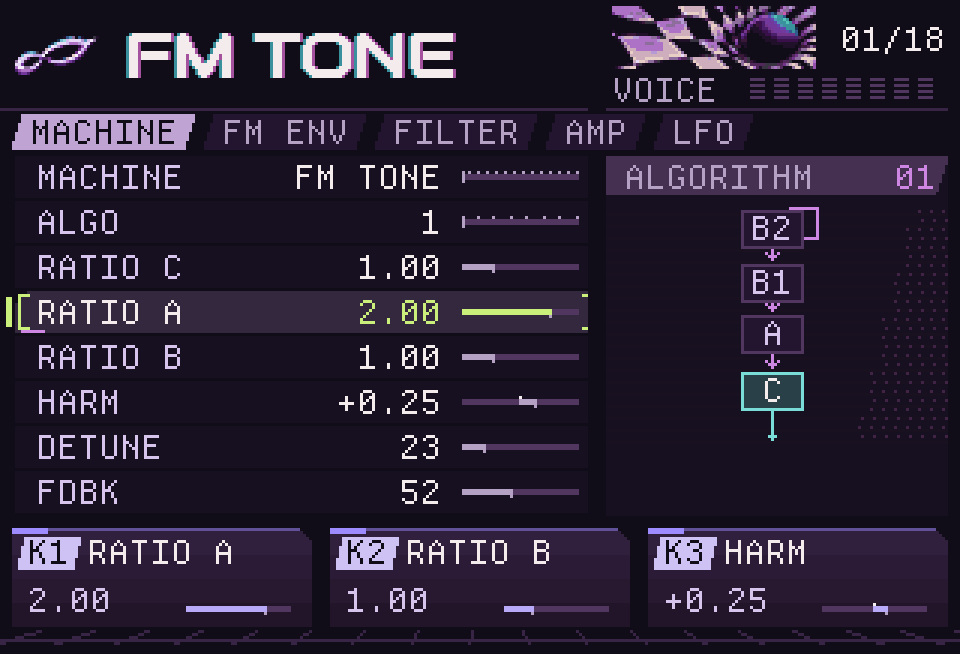 FM TONE
01/18
VOICE
MACHINE FM ENV FILTER AMP LFO
MACHINE FM TONE
ALGO 1
RATIO C 1.00
RATIO A 2.00
RATIO B 1.00
HARM +0.25
DETUNE 23
FDBK 52
ALGORITHM 01
B2
B1
A
C
K1 RATIO A
2.00
K2 RATIO B
1.00
K3 HARM
+0.25